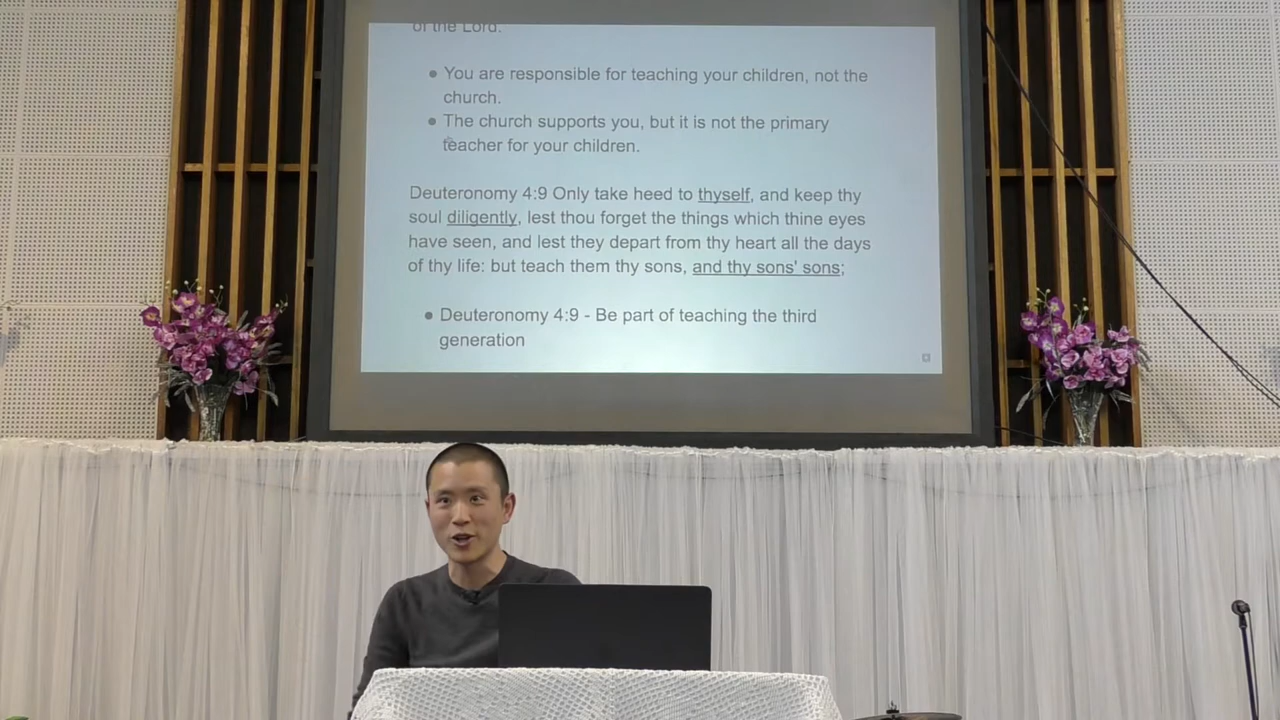 of the Lord.
• You are responsible for teaching your children, not the
church.
• The church supports you, but it is not the primary
teacher for your children.
Deuteronomy 4:9 Only take heed to thyself, and keep thy
soul diligently, lest thou forget the things which thine eyes
have seen, and lest they depart from thy heart all the days
of thy life: but teach them thy sons, and thy sons' sons;
• Deuteronomy 4:9 - Be part of teaching the third
generation